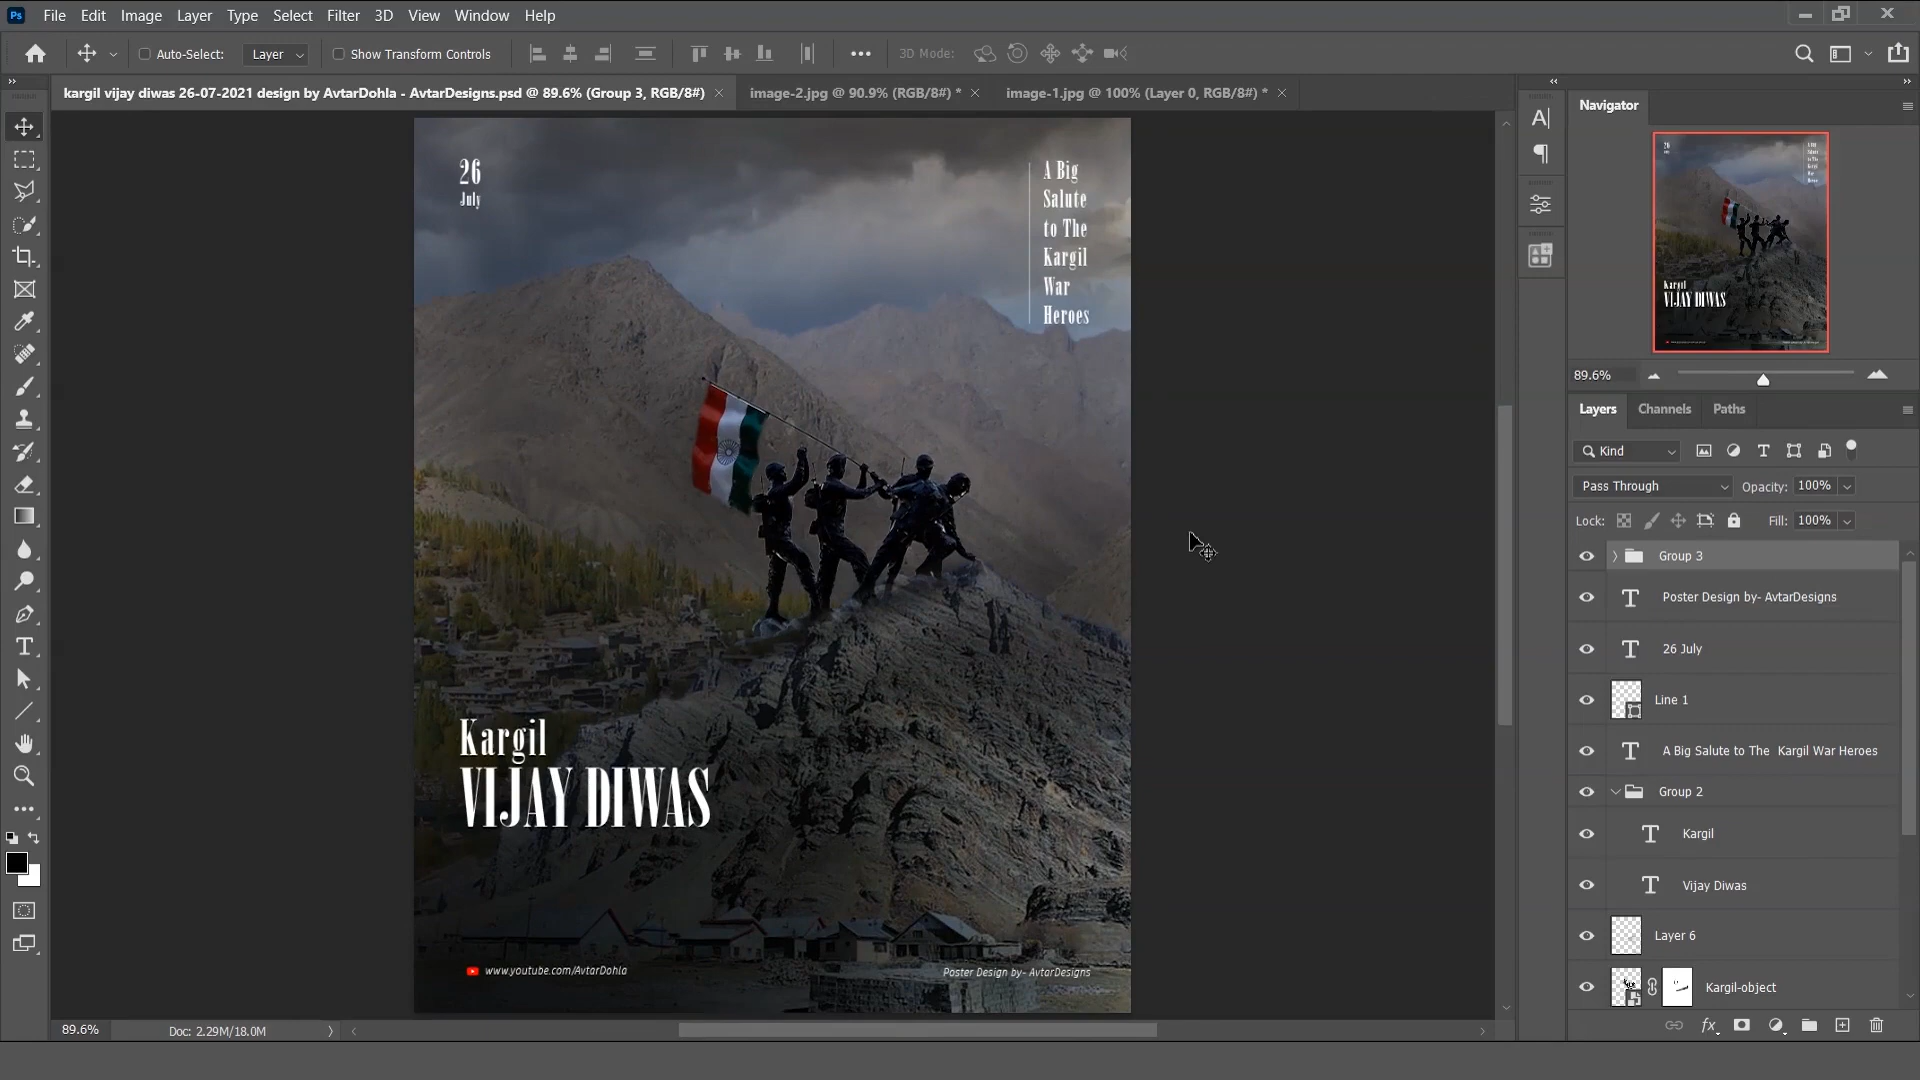 Ps File Edit Image Layer Type Select Filter 3D View Window Help
Auto-Select: Layer Show Transform Controls 3D Mode:
kargil vijay diwas 26-07-2021 design by AvtarDohla - AvtarDesigns.psd @ 89.6% (Group 3, RGB/8#) image-2.jpg @ 90.9% (RGB/8#) * image-1.jpg @ 100% (Layer 0, RGB/8#) *
26
July
A Big
Salute
to The
Kargil
War
Heroes
Kargil
VIJAY DIWAS
www.youtube.com/AvtarDohla
Poster Design by- AvtarDesigns
89.6% Doc: 2.29M/18.0M
Navigator
26
Kargil
VIJAY DIWAS
89.6%
Layers Channels Paths
Kind
Pass Through Opacity: 100%
Lock: Fill: 100%
Group 3
Poster Design by- AvtarDesigns
26 July
Line 1
A Big Salute to The Kargil War Heroes
Group 2
Kargil
Vijay Diwas
Layer 6
Kargil-object
fx